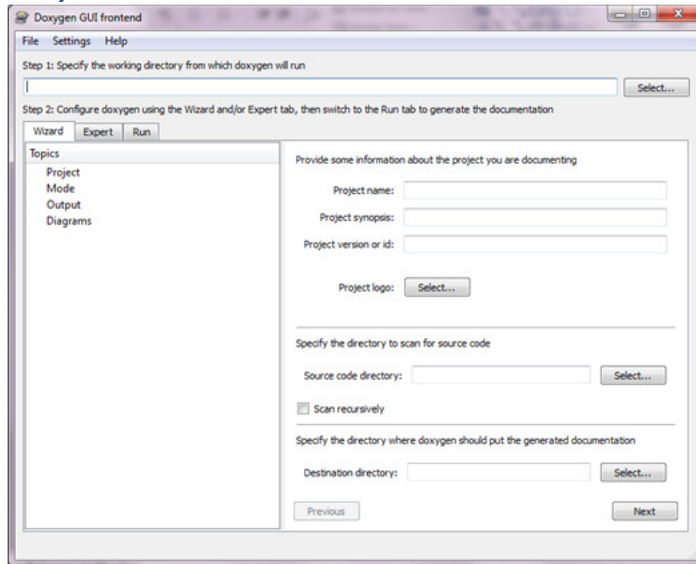 Doxygen GUI frontend
File Settings Help
Step 1: Specify the working directory from which doxygen will run
Select...
Step 2: Configure doxygen using the Wizard and/or Expert tab, then switch to the Run tab to generate the documentation
Wizard Expert Run
Topics
Project
Mode
Output
Diagrams
Provide some information about the project you are documenting
Project name:
Project synopsis:
Project version or id:
Project logo: Select...
Specify the directory to scan for source code
Source code directory: Select...
Scan recursively
Specify the directory where doxygen should put the generated documentation
Destination directory: Select...
Previous Next